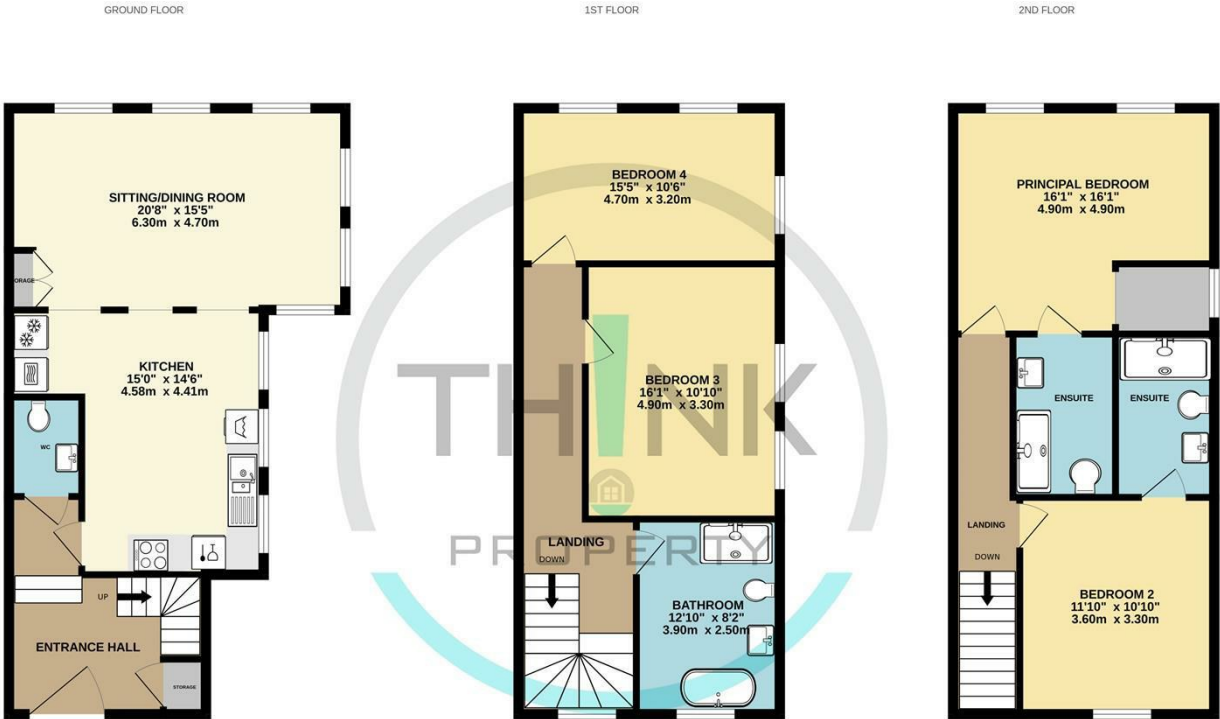 GROUND FLOOR
1ST FLOOR
2ND FLOOR
SITTING/DINING ROOM
20'8" x 15'5"
6.30m x 4.70m
KITCHEN
15'0" x 14'6"
4.58m x 4.41m
WC
UP
ENTRANCE HALL
STORAGE
BEDROOM 4
15'5" x 10'6"
4.70m x 3.20m
BEDROOM 3
16'1" x 10'10"
4.90m x 3.30m
TH!NK
PROPERTY
LANDING
DOWN
BATHROOM
12'10" x 8'2"
3.90m x 2.50m
PRINCIPAL BEDROOM
16'1" x 16'1"
4.90m x 4.90m
ENSUITE
ENSUITE
LANDING
DOWN
BEDROOM 2
11'10" x 10'10"
3.60m x 3.30m